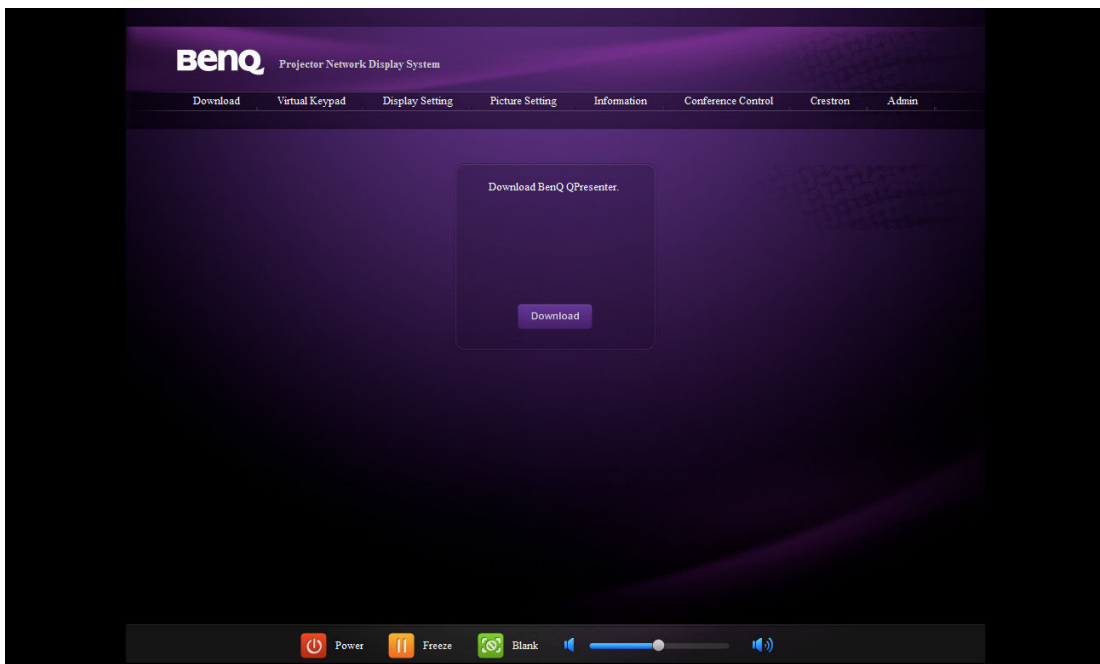 BenQ Projector Network Display System
Download Virtual Keypad Display Setting Picture Setting Information Conference Control Crestron Admin
Download BenQ QPresenter.
Download
Power Freeze Blank